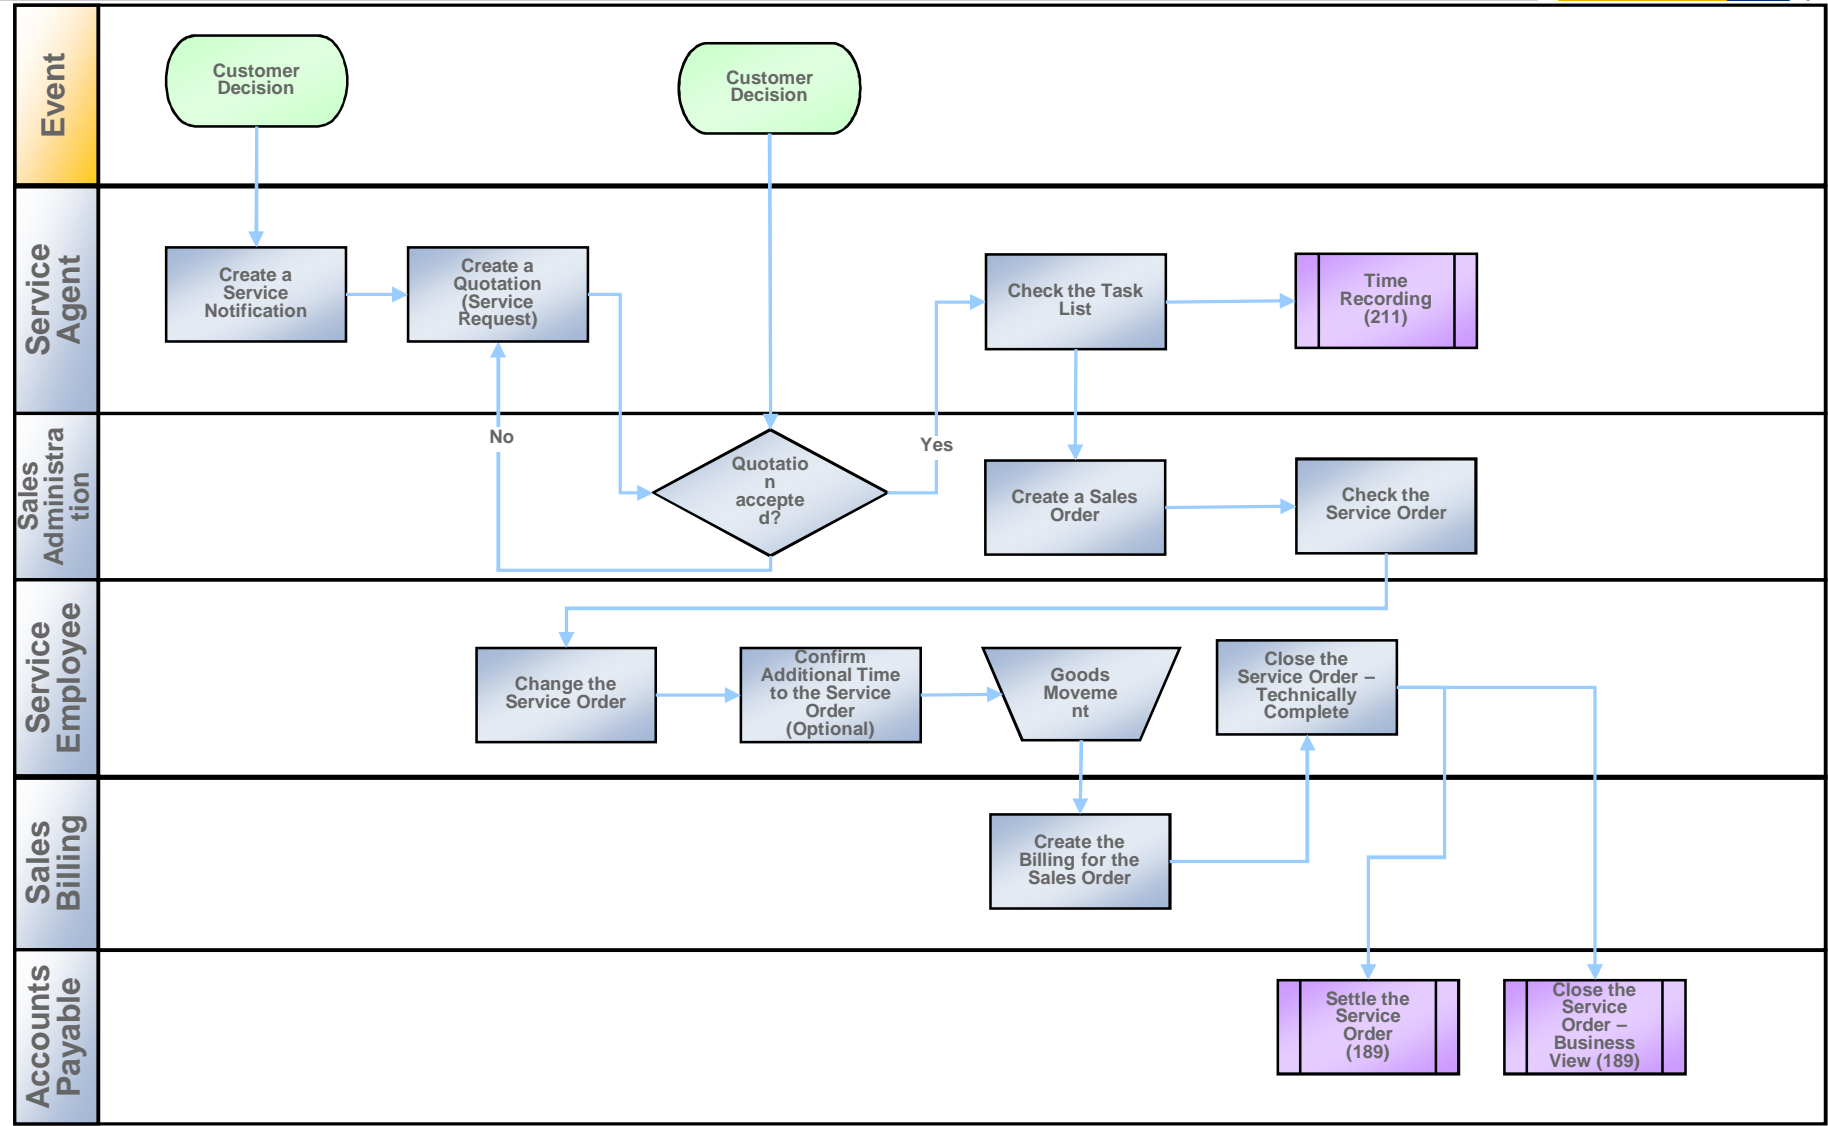 Event
Customer
Decision
Customer
Decision
Service
Agent
Create a
Service
Notification
Create a
Quotation
(Service
Request)
Check the Task
List
Time
Recording
(211)
Sales
Administra
tion
No
Quotatio
n
accepte
d?
Yes
Create a Sales
Order
Check the
Service Order
Service
Employee
Change the
Service Order
Confirm
Additional Time
to the Service
Order
(Optional)
Goods
Moveme
nt
Close the
Service Order –
Technically
Complete
Sales
Billing
Create the
Billing for the
Sales Order
Accounts
Payable
Settle the
Service
Order
(189)
Close the
Service
Order –
Business
View (189)